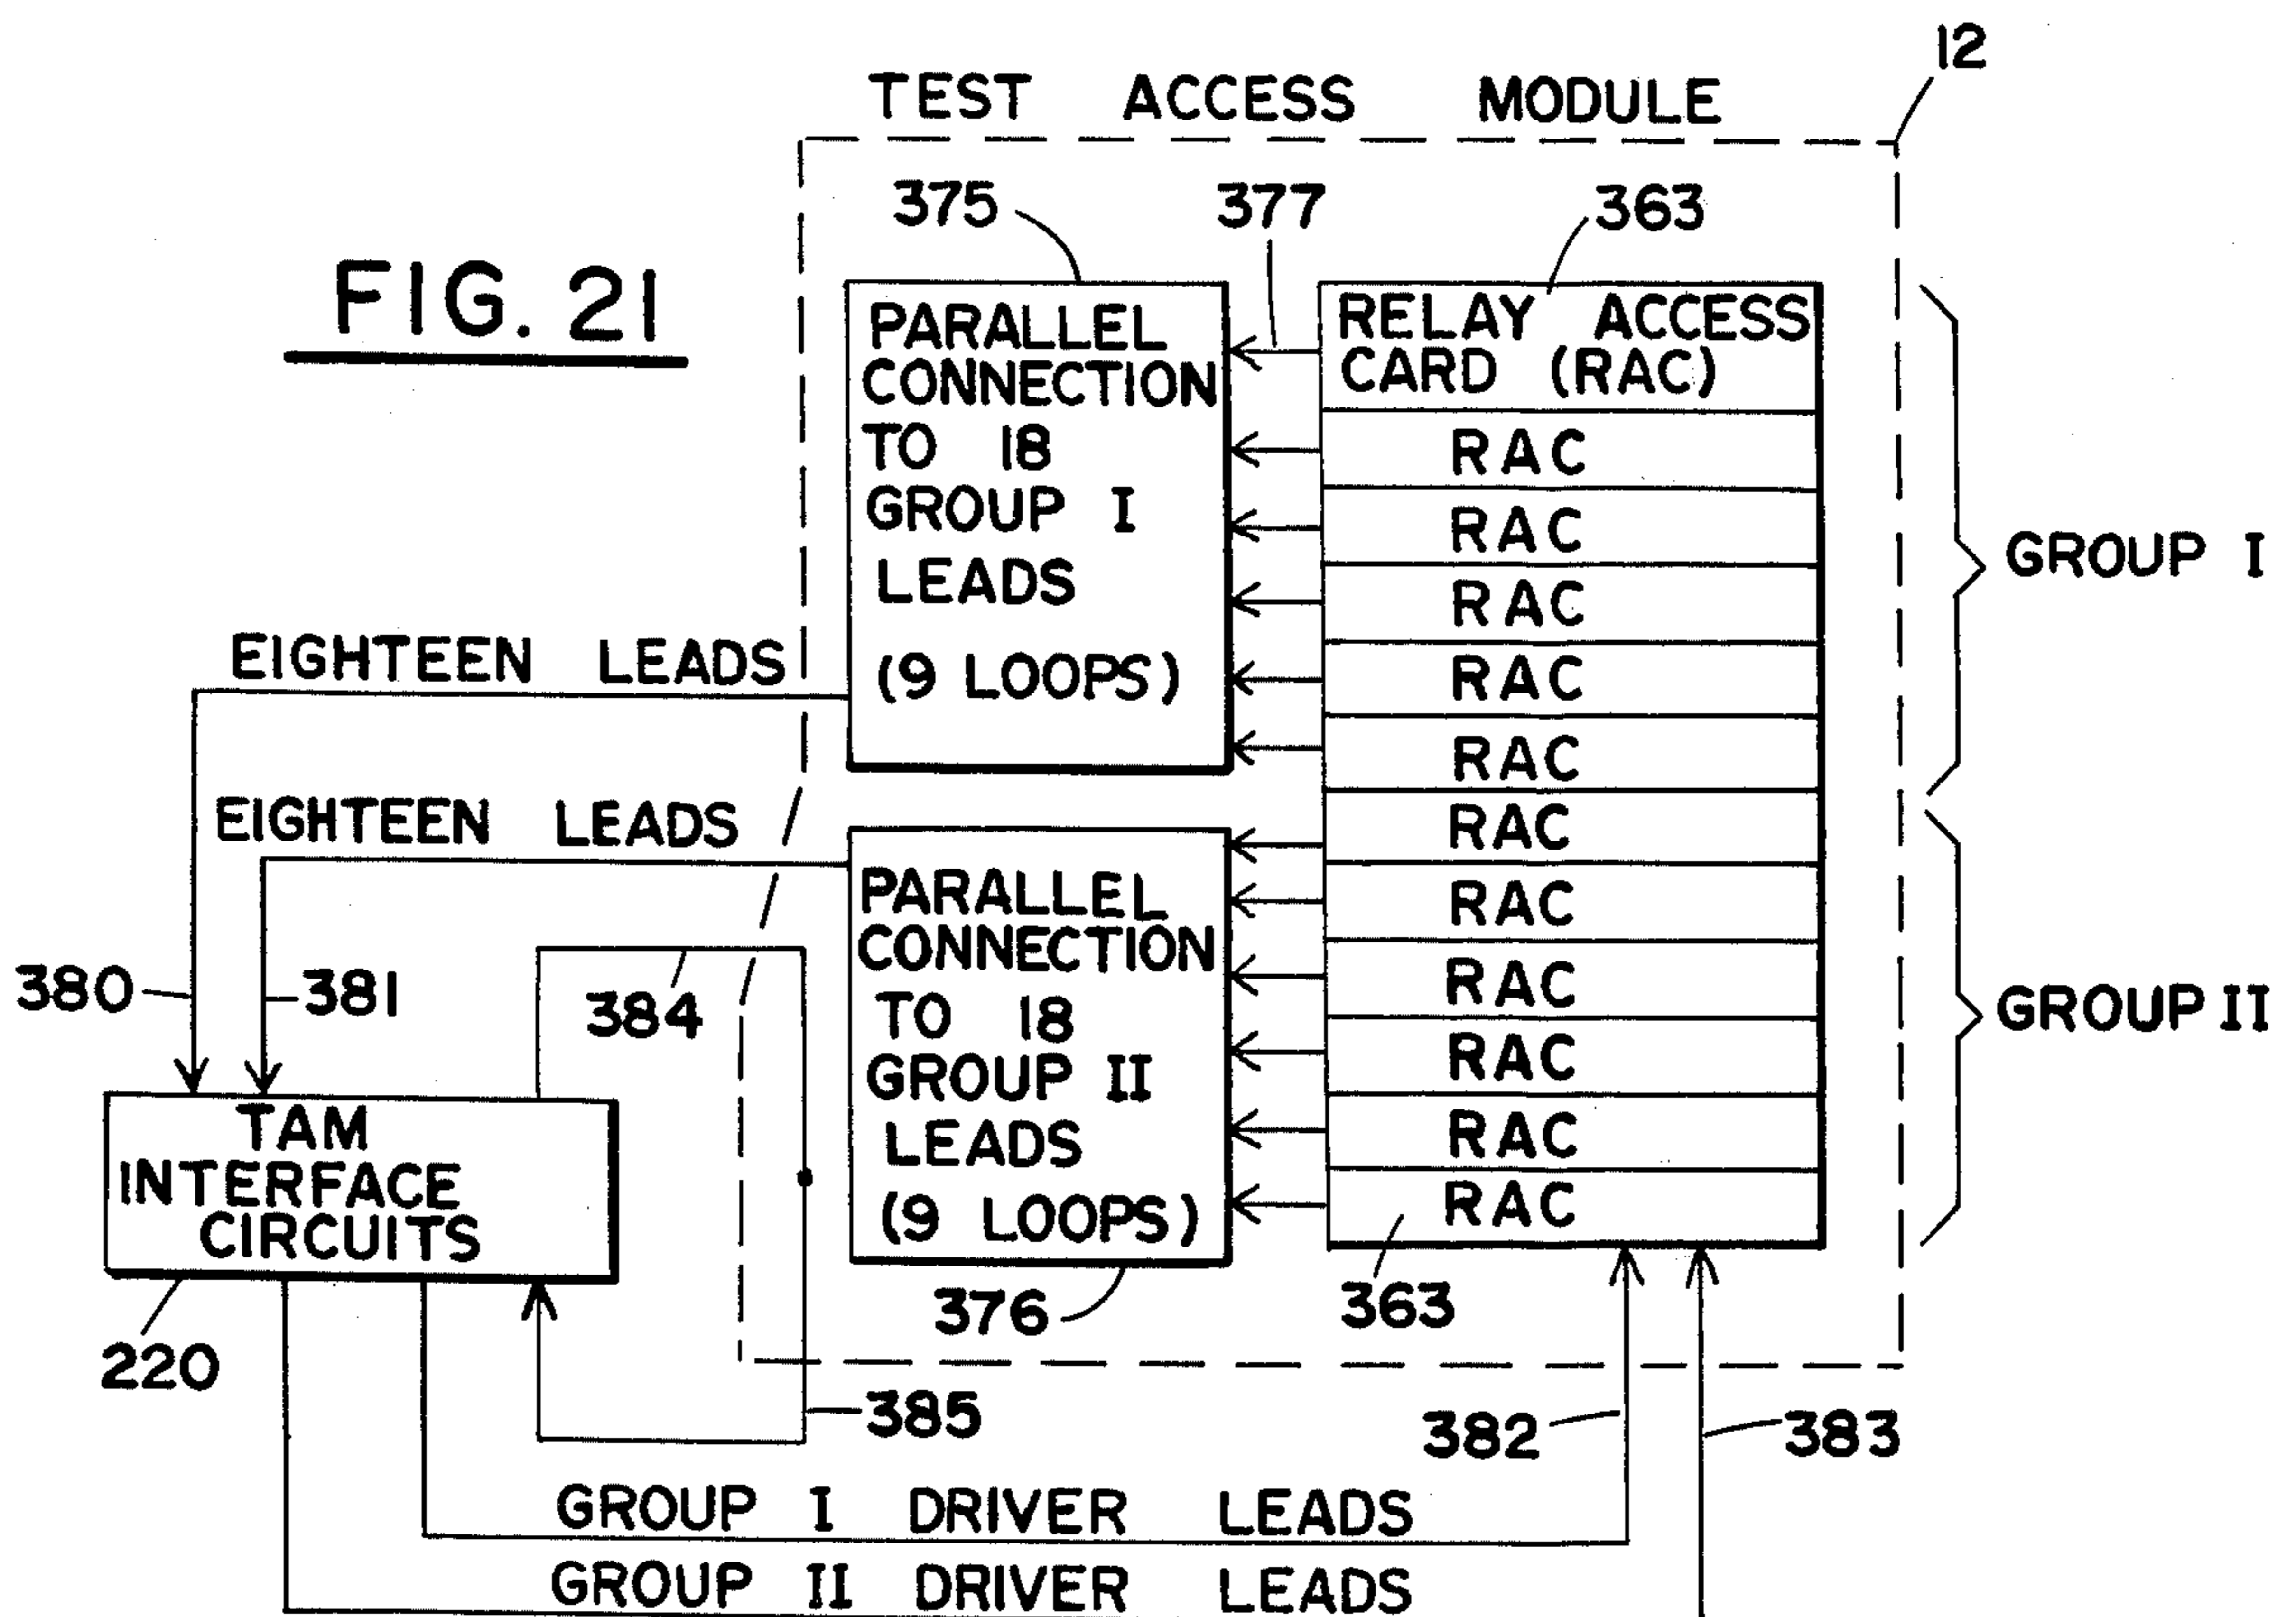 12
TEST ACCESS MODULE
375
377
363
FIG. 21
PARALLEL
CONNECTION
TO 18
GROUP I
LEADS
(9 LOOPS)
RELAY ACCESS
CARD (RAC)
RAC
RAC
RAC
RAC
RAC
RAC
RAC
RAC
RAC
RAC
RAC
GROUP I
GROUP II
EIGHTEEN LEADS
EIGHTEEN LEADS
PARALLEL
CONNECTION
TO 18
GROUP II
LEADS
(9 LOOPS)
380
381
384
TAM
INTERFACE
CIRCUITS
220
376
363
385
382
383
GROUP I DRIVER LEADS
GROUP II DRIVER LEADS